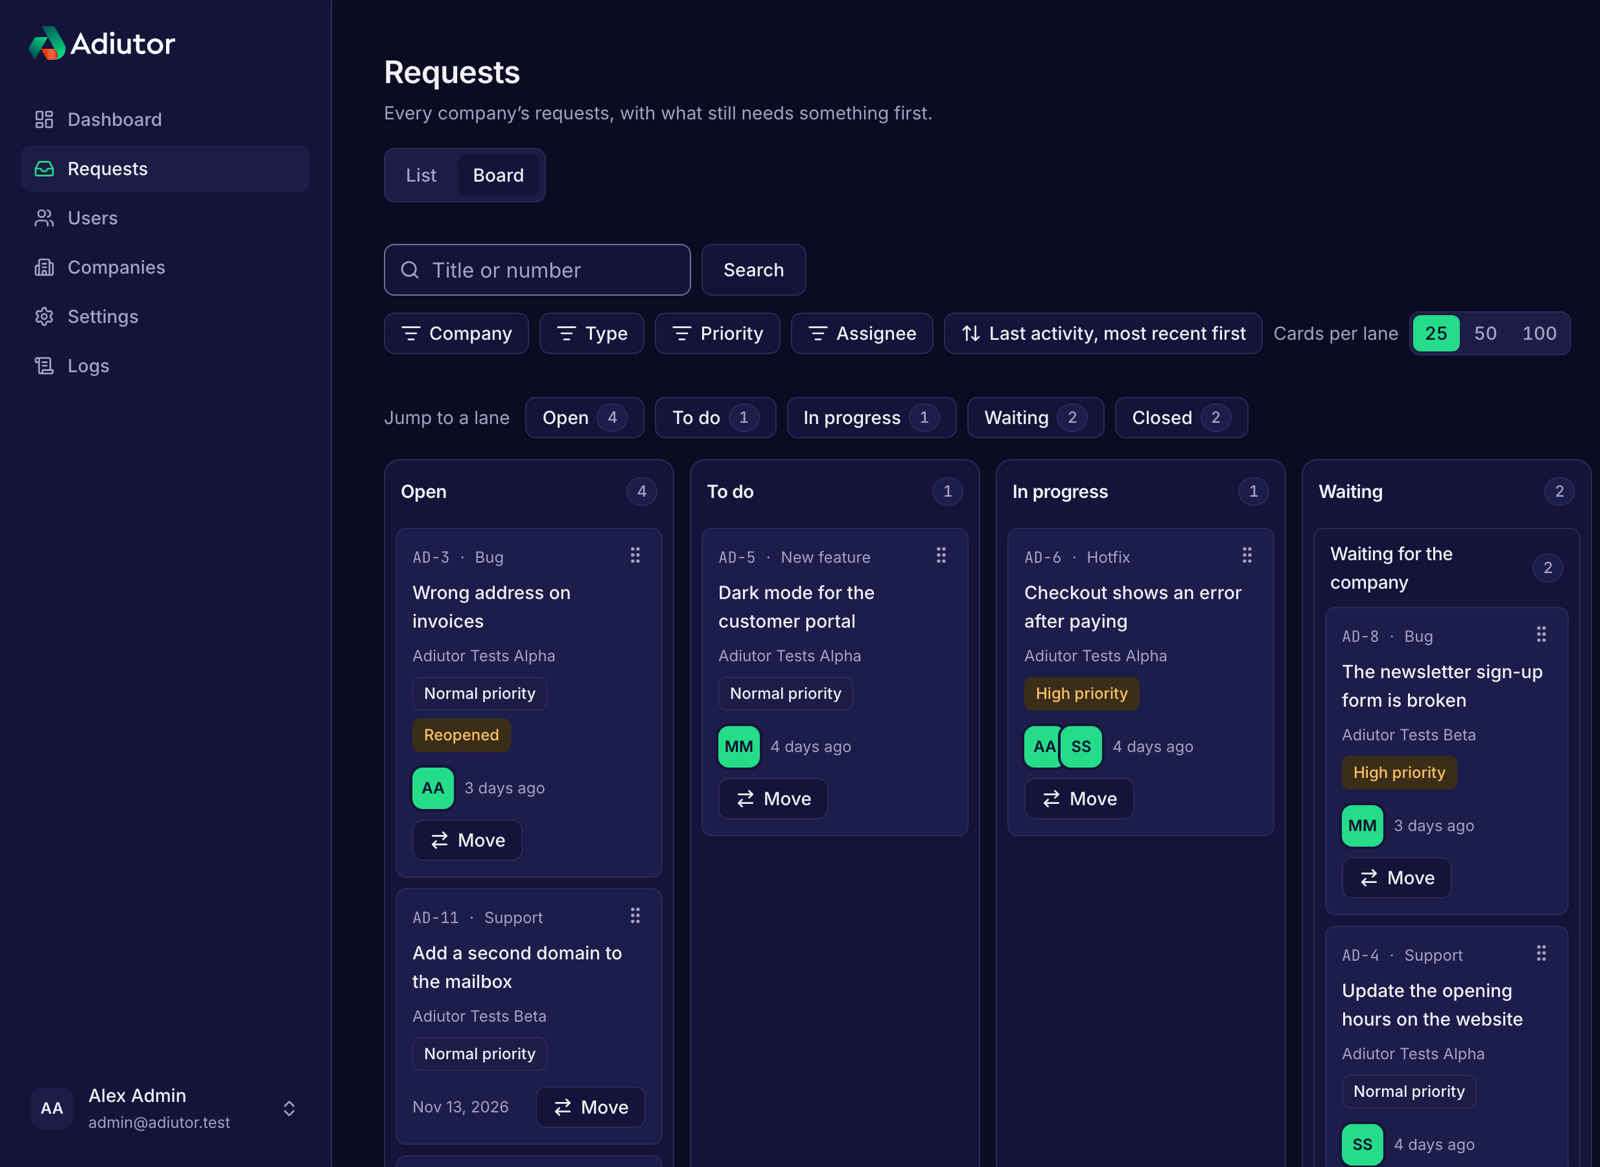 Adiutor
Dashboard
Requests
Users
Companies
Settings
Logs
AA
Alex Admin
admin@adiutor.test
Requests
Every company’s requests, with what still needs something first.
List Board
Title or number Search
Company Type Priority Assignee Last activity, most recent first Cards per lane 25 50 100
Jump to a lane Open 4 To do 1 In progress 1 Waiting 2 Closed 2
Open 4
AD-3 · Bug
Wrong address on
invoices
Adiutor Tests Alpha
Normal priority
Reopened
AA 3 days ago
Move
AD-11 · Support
Add a second domain to
the mailbox
Adiutor Tests Beta
Normal priority
Nov 13, 2026 Move
To do 1
AD-5 · New feature
Dark mode for the
customer portal
Adiutor Tests Alpha
Normal priority
MM 4 days ago
Move
In progress 1
AD-6 · Hotfix
Checkout shows an error
after paying
Adiutor Tests Alpha
High priority
AA SS 4 days ago
Move
Waiting 2
Waiting for the
company 2
AD-8 · Bug
The newsletter sign-up
form is broken
Adiutor Tests Beta
High priority
MM 3 days ago
Move
AD-4 · Support
Update the opening
hours on the website
Adiutor Tests Alpha
Normal priority
SS 4 days ago